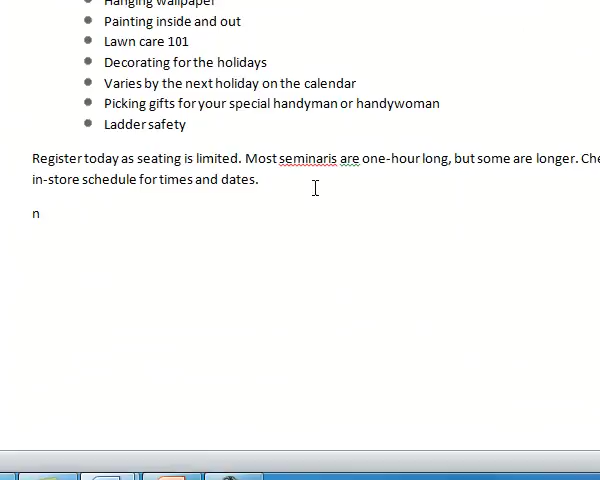 Hanging wallpaper
Painting inside and out
Lawn care 101
Decorating for the holidays
Varies by the next holiday on the calendar
Picking gifts for your special handyman or handywoman
Ladder safety
Register today as seating is limited. Most seminaris are one-hour long, but some are longer. Che
in-store schedule for times and dates.
n